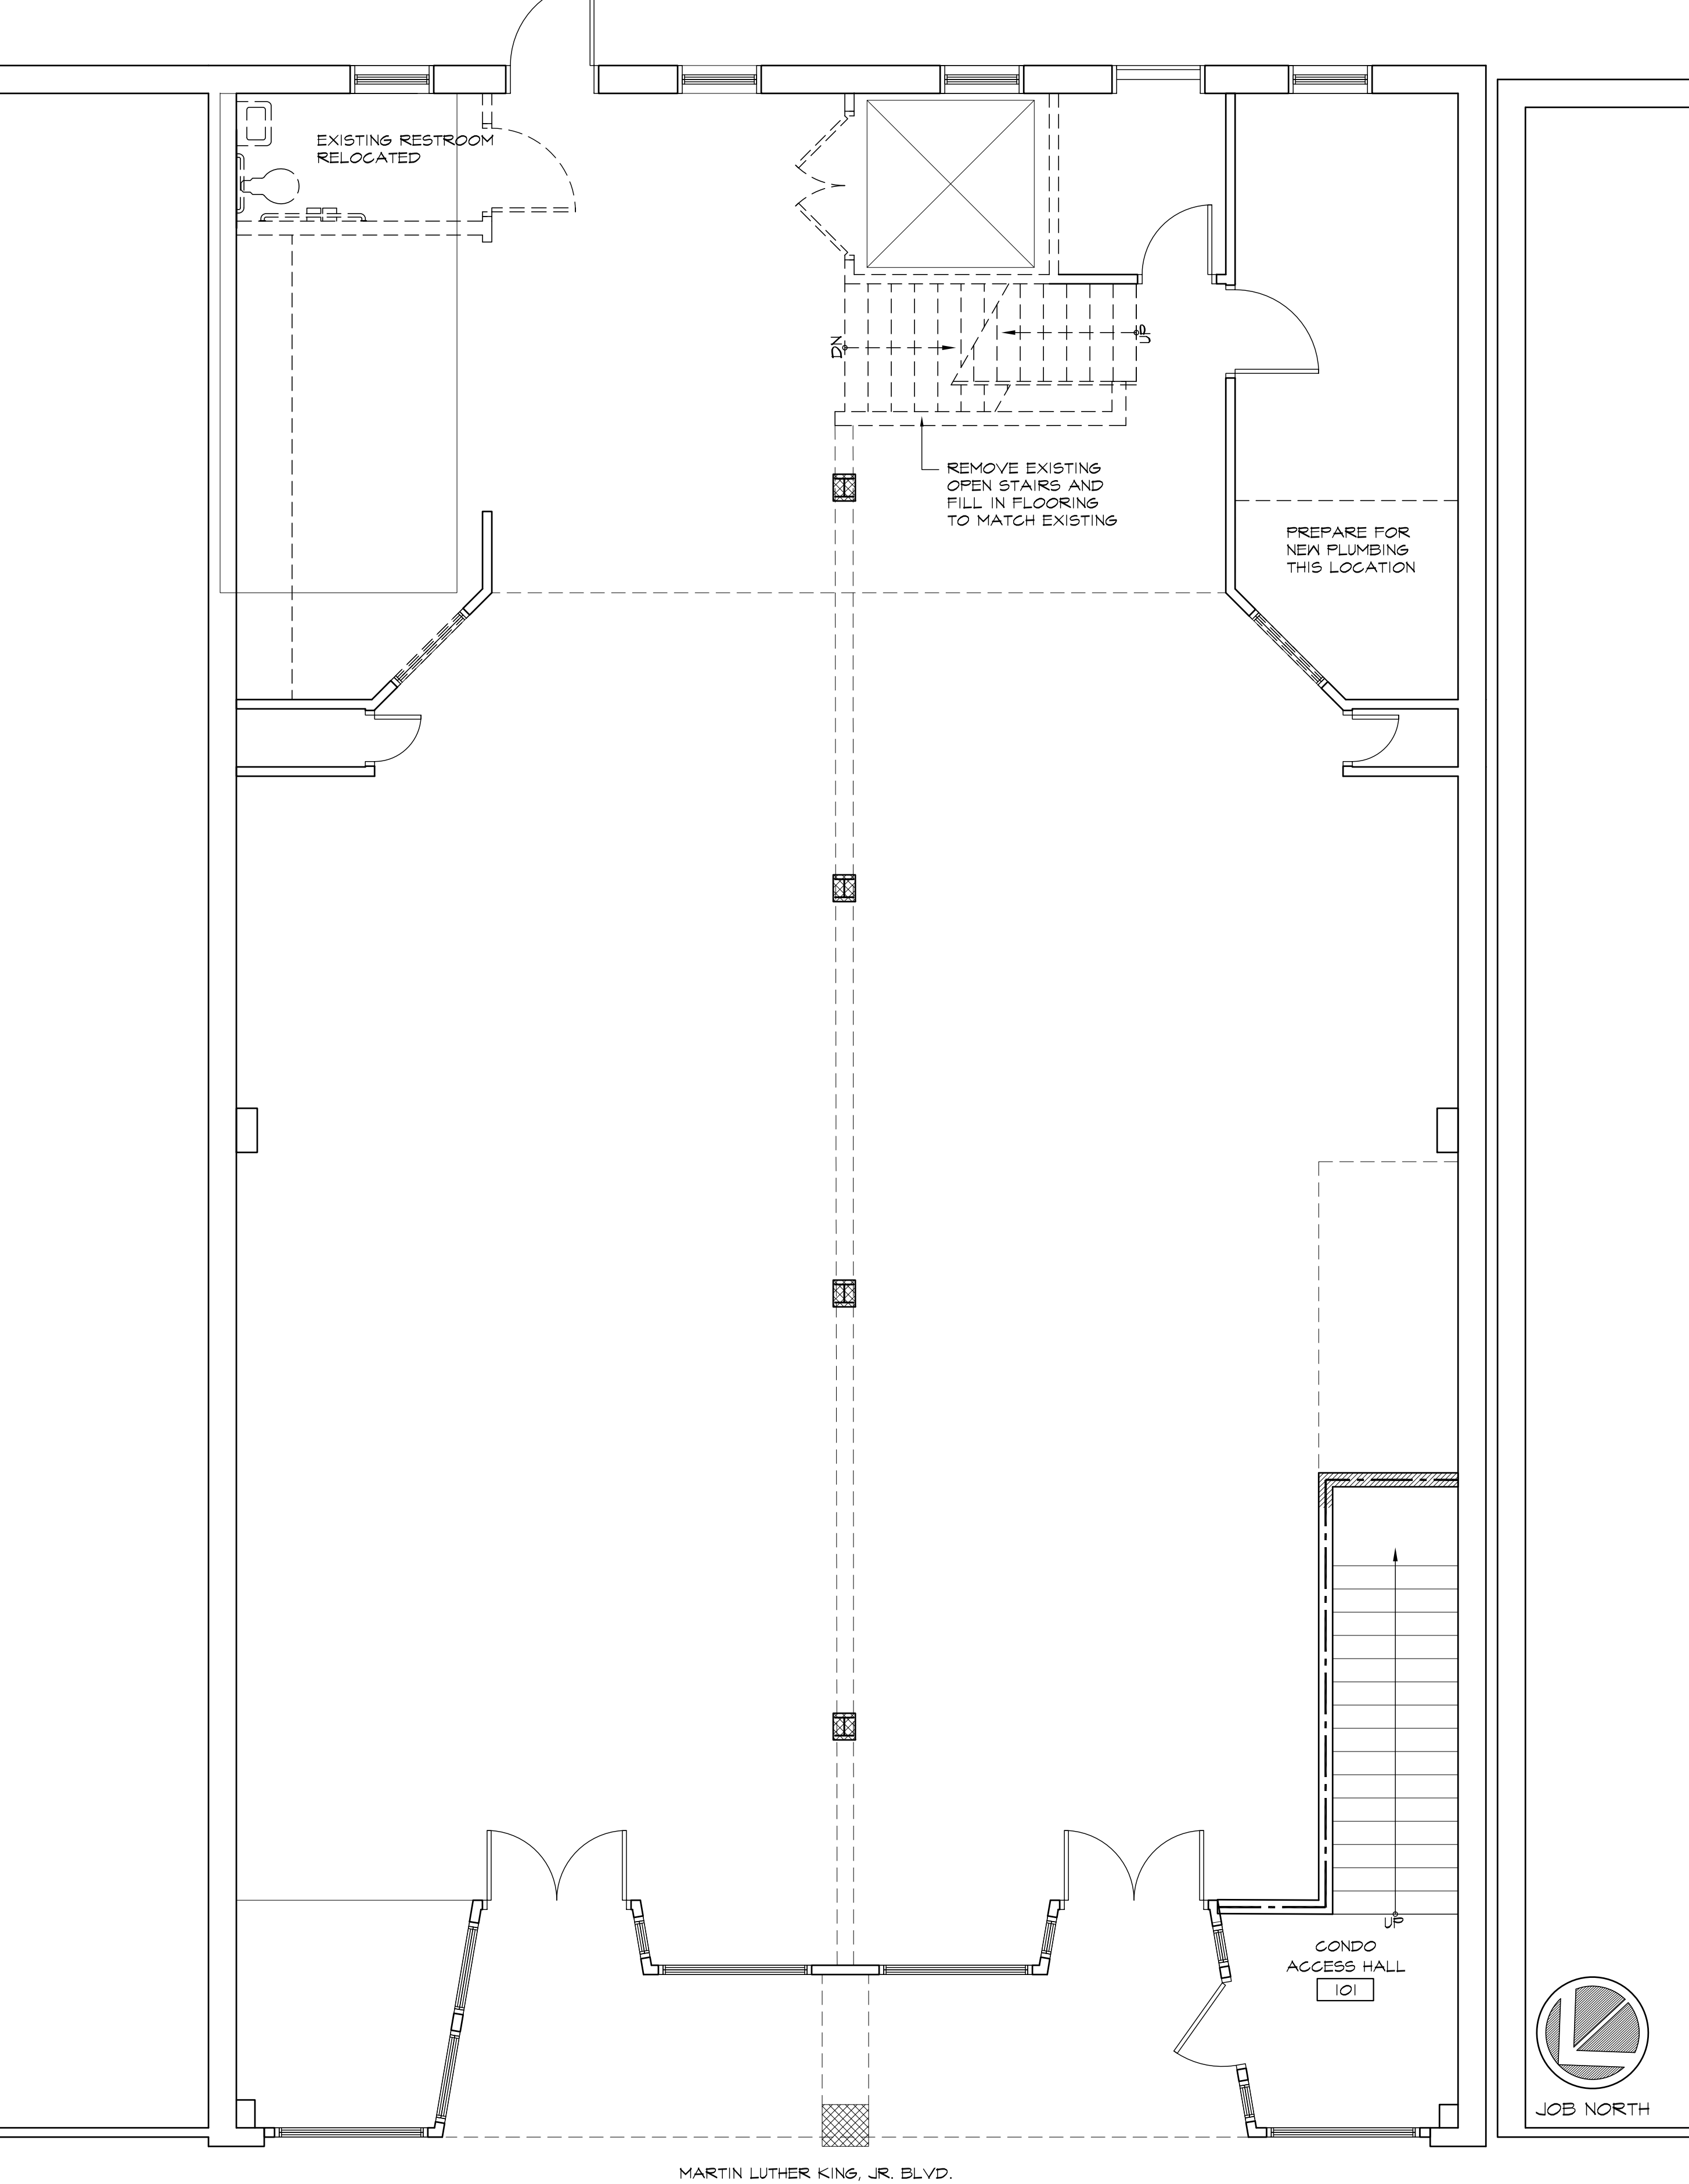 EXISTING RESTROOM
RELOCATED
DN
UP
REMOVE EXISTING
OPEN STAIRS AND
FILL IN FLOORING
TO MATCH EXISTING
PREPARE FOR
NEW PLUMBING
THIS LOCATION
UP
CONDO
ACCESS HALL
101
JOB NORTH
MARTIN LUTHER KING, JR. BLVD.